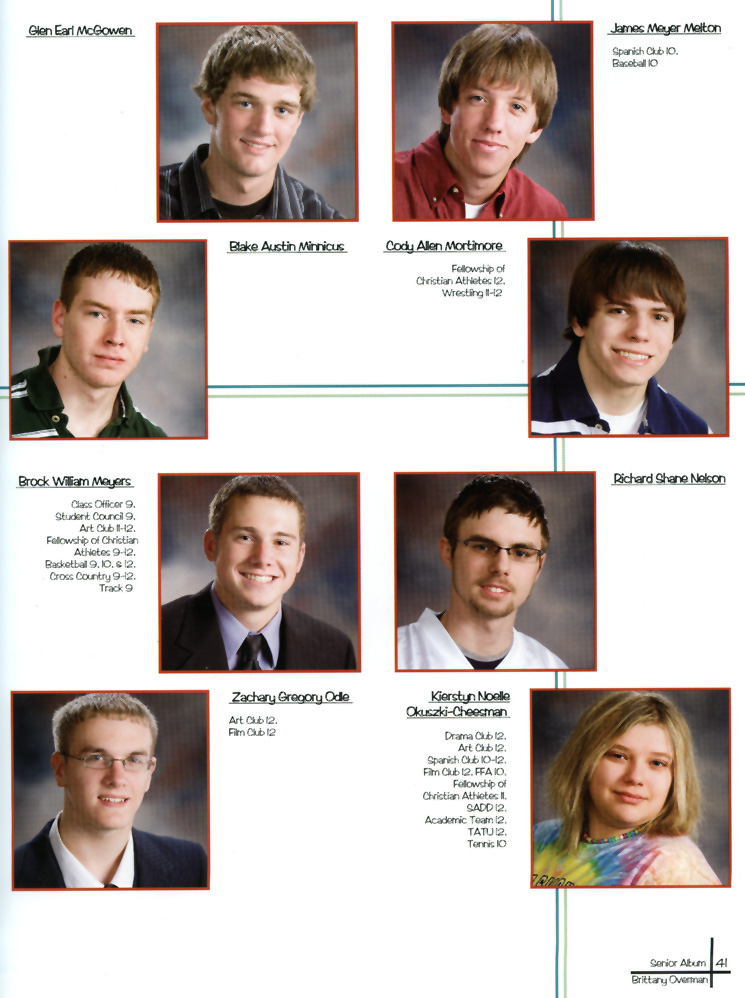 Glen Earl McGowen
James Meyer Melton
Spanish Club 10,
Baseball 10
Blake Austin Minnicus
Cody Allen Mortimore
Fellowship of
Christian Athletes 12,
Wrestling 11-12
Brock William Meyers
Class Officer 9,
Student Council 9,
Art Club 11-12,
Fellowship of Christian
Athletes 9-12,
Basketball 9, 10, & 12,
Cross Country 9-12,
Track 9
Richard Shane Nelson
Zachary Gregory Odle
Art Club 12,
Film Club 12
Kierstyn Noelle
Okuszki-Cheesman
Drama Club 12,
Art Club 12,
Spanish Club 10-12,
Film Club 12, FFA 10,
Fellowship of
Christian Athletes 11,
SADD 12,
Academic Team 12,
TATU 12,
Tennis 10
Senior Album 41
Brittany Overman